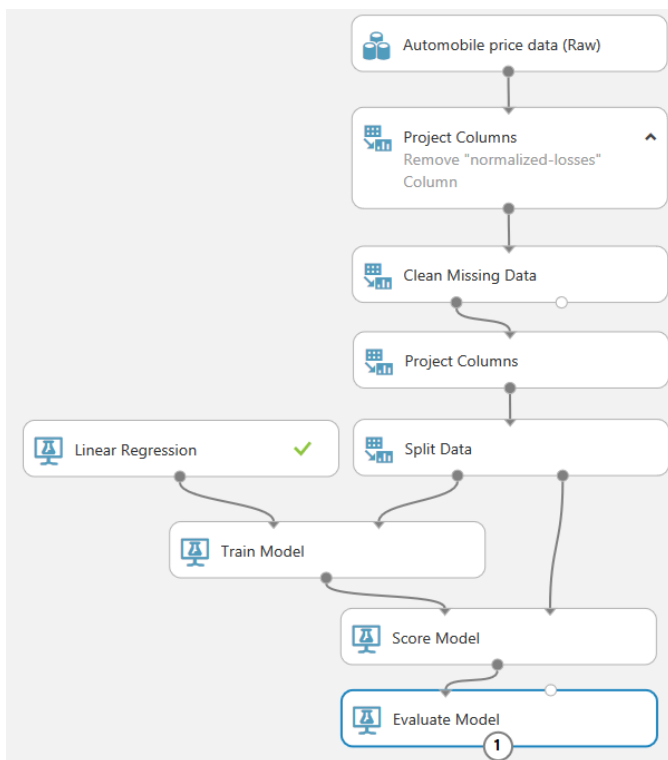 Automobile price data (Raw)
Project Columns
Remove "normalized-losses"
Column
Clean Missing Data
Project Columns
Linear Regression
Split Data
Train Model
Score Model
Evaluate Model
1